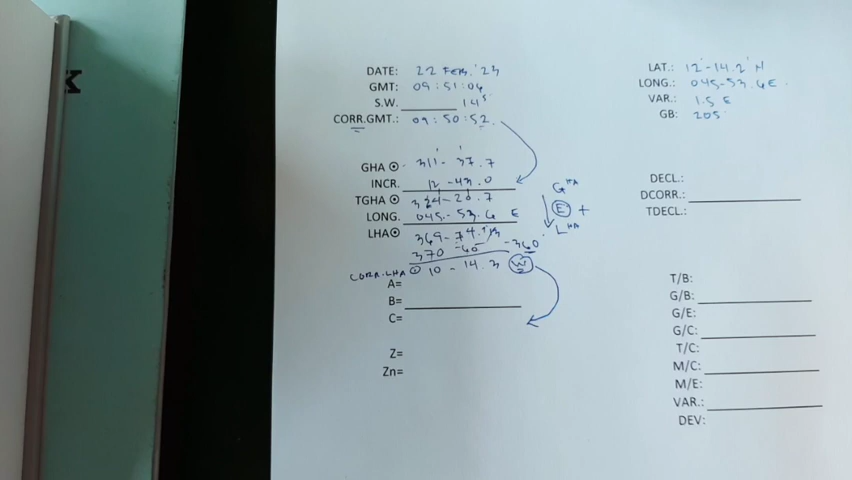 K
DATE: 22 FEB. '23
GMT: 09:51:06
S.W. 14s
CORR.GMT.: 09:50:52.
GHA ⊙ 311 - 37.7
INCR. 12 - 43.0
TGHA ⊙ 324 - 20.7
LONG. 045 - 53.6 E
LHA⊙ 369 - 74.3
370 -60 - 360
CORR. LHA ⊙ 10 - 14.3 W
A=
B=
C=
Z=
Zn=
GHA
E +
LHA
LAT.: 12° - 14.2' N
LONG.: 045 - 53.6E
VAR.: 1.5 E
GB: 205
DECL.:
DCORR.:
TDECL.:
T/B:
G/B:
G/E:
G/C:
T/C:
M/C:
M/E:
VAR.:
DEV: